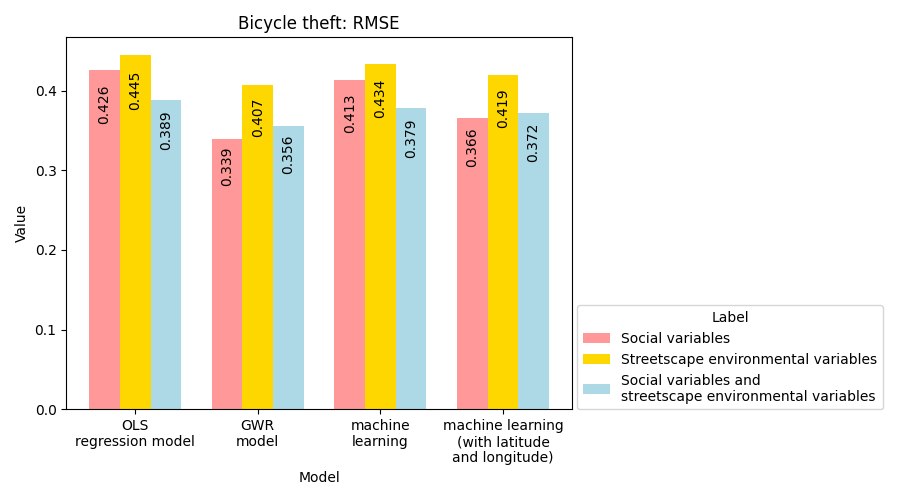 Bicycle theft: RMSE
Value
0.4
0.3
0.2
0.1
0.0
0.426
0.445
0.389
0.339
0.407
0.356
0.413
0.434
0.379
0.366
0.419
0.372
OLS
regression model
GWR
model
machine
learning
machine learning
(with latitude
and longitude)
Model
Label
Social variables
Streetscape environmental variables
Social variables and
streetscape environmental variables